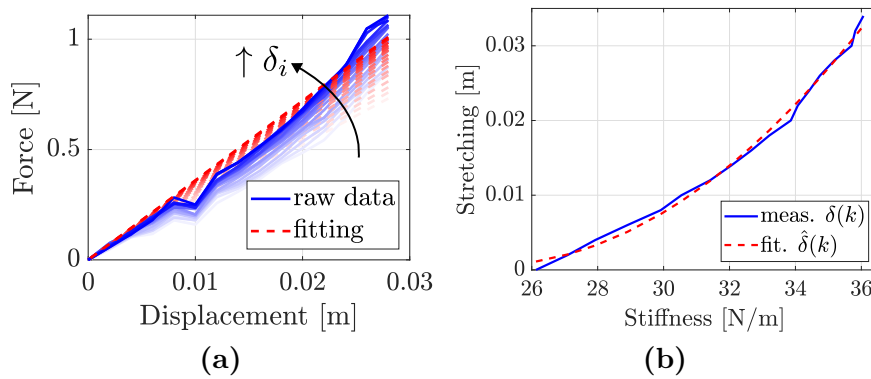 1
0.5
0
Force [N]
↑ δᵢ
raw data
fitting
0
0.01
0.02
0.03
Displacement [m]
(a)
0.03
0.02
0.01
0
Stretching [m]
meas. δ(k)
fit. δ̂(k)
26
28
30
32
34
36
Stiffness [N/m]
(b)